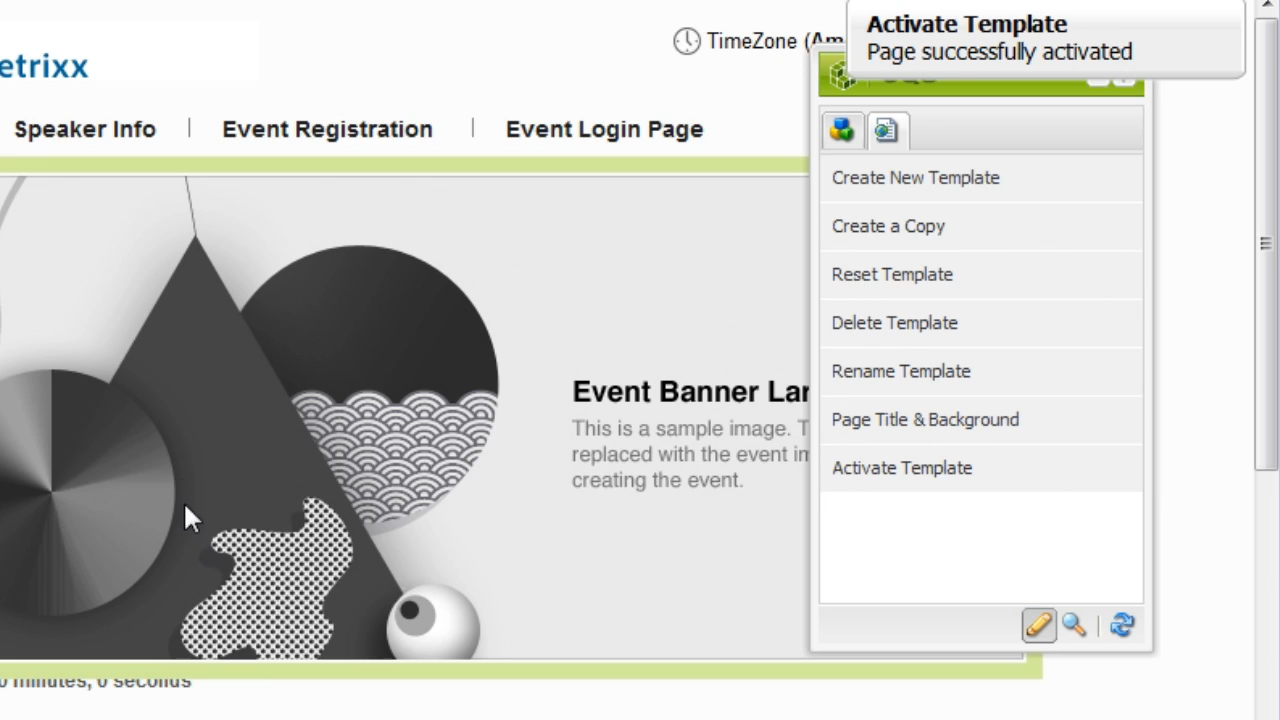 etrixx
TimeZone (Am
Activate Template
Page successfully activated
Speaker Info | Event Registration | Event Login Page
Create New Template
Create a Copy
Reset Template
Delete Template
Rename Template
Page Title & Background
Activate Template
Event Banner Lar
This is a sample image. T
replaced with the event in
creating the event.
0 minutes, 0 seconds